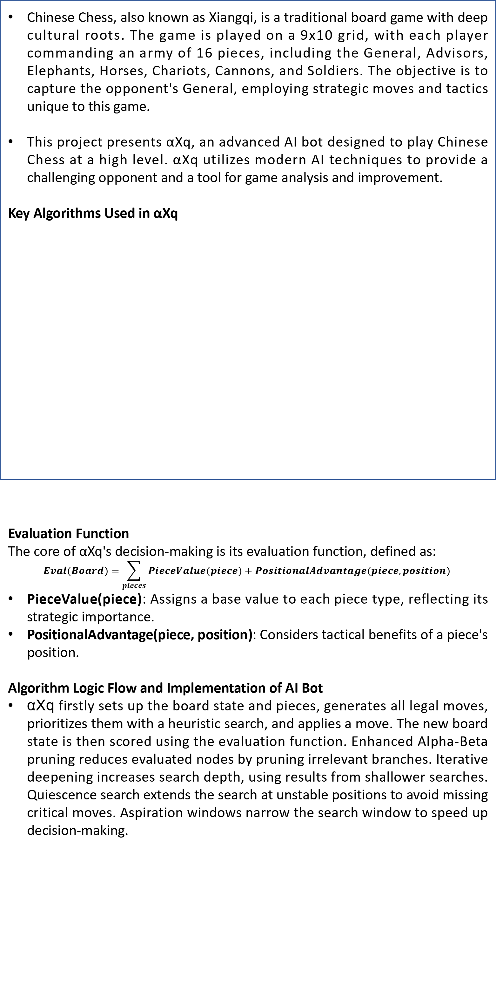 • Chinese Chess, also known as Xiangqi, is a traditional board game with deep
cultural roots. The game is played on a 9x10 grid, with each player
commanding an army of 16 pieces, including the General, Advisors,
Elephants, Horses, Chariots, Cannons, and Soldiers. The objective is to
capture the opponent's General, employing strategic moves and tactics
unique to this game.
• This project presents αXq, an advanced AI bot designed to play Chinese
Chess at a high level. αXq utilizes modern AI techniques to provide a
challenging opponent and a tool for game analysis and improvement.
Key Algorithms Used in αXq
Evaluation Function
The core of αXq's decision-making is its evaluation function, defined as:
Eval(Board) = ∑ PieceValue(piece) + PositionalAdvantage(piece, position)
pieces
• PieceValue(piece): Assigns a base value to each piece type, reflecting its
strategic importance.
• PositionalAdvantage(piece, position): Considers tactical benefits of a piece's
position.
Algorithm Logic Flow and Implementation of AI Bot
• αXq firstly sets up the board state and pieces, generates all legal moves,
prioritizes them with a heuristic search, and applies a move. The new board
state is then scored using the evaluation function. Enhanced Alpha-Beta
pruning reduces evaluated nodes by pruning irrelevant branches. Iterative
deepening increases search depth, using results from shallower searches.
Quiescence search extends the search at unstable positions to avoid missing
critical moves. Aspiration windows narrow the search window to speed up
decision-making.